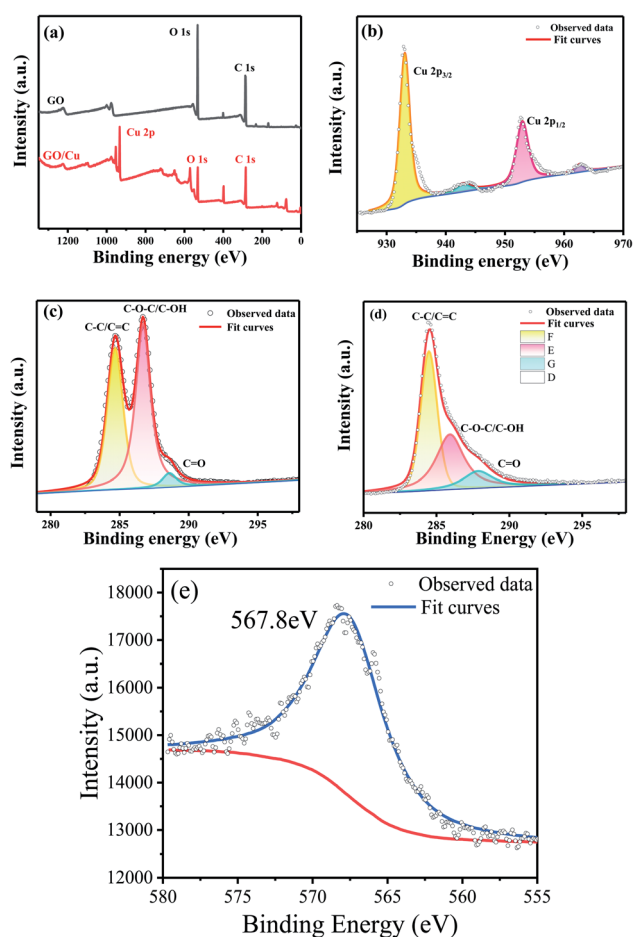 (a)
O 1s
C 1s
GO
Cu 2p
GO/Cu
O 1s
C 1s
Intensity (a.u.)
1200 1000 800 600 400 200 0
Binding energy (eV)
(b)
Observed data
Fit curves
Cu 2p3/2
Cu 2p1/2
Intensity (a.u.)
930 940 950 960 970
Binding energy (eV)
(c)
C-O-C/C-OH
C-C/C=C
Observed data
Fit curves
C=O
Intensity (a.u.)
280 285 290 295
Binding energy (eV)
(d)
C-C/C=C
Observed data
Fit curves
F
E
G
D
C-O-C/C-OH
C=O
Intensity (a.u.)
280 285 290 295
Binding Energy (eV)
(e)
567.8eV
Observed data
Fit curves
18000
17000
16000
15000
14000
13000
12000
Intensity (a.u.)
580 575 570 565 560 555
Binding Energy (eV)